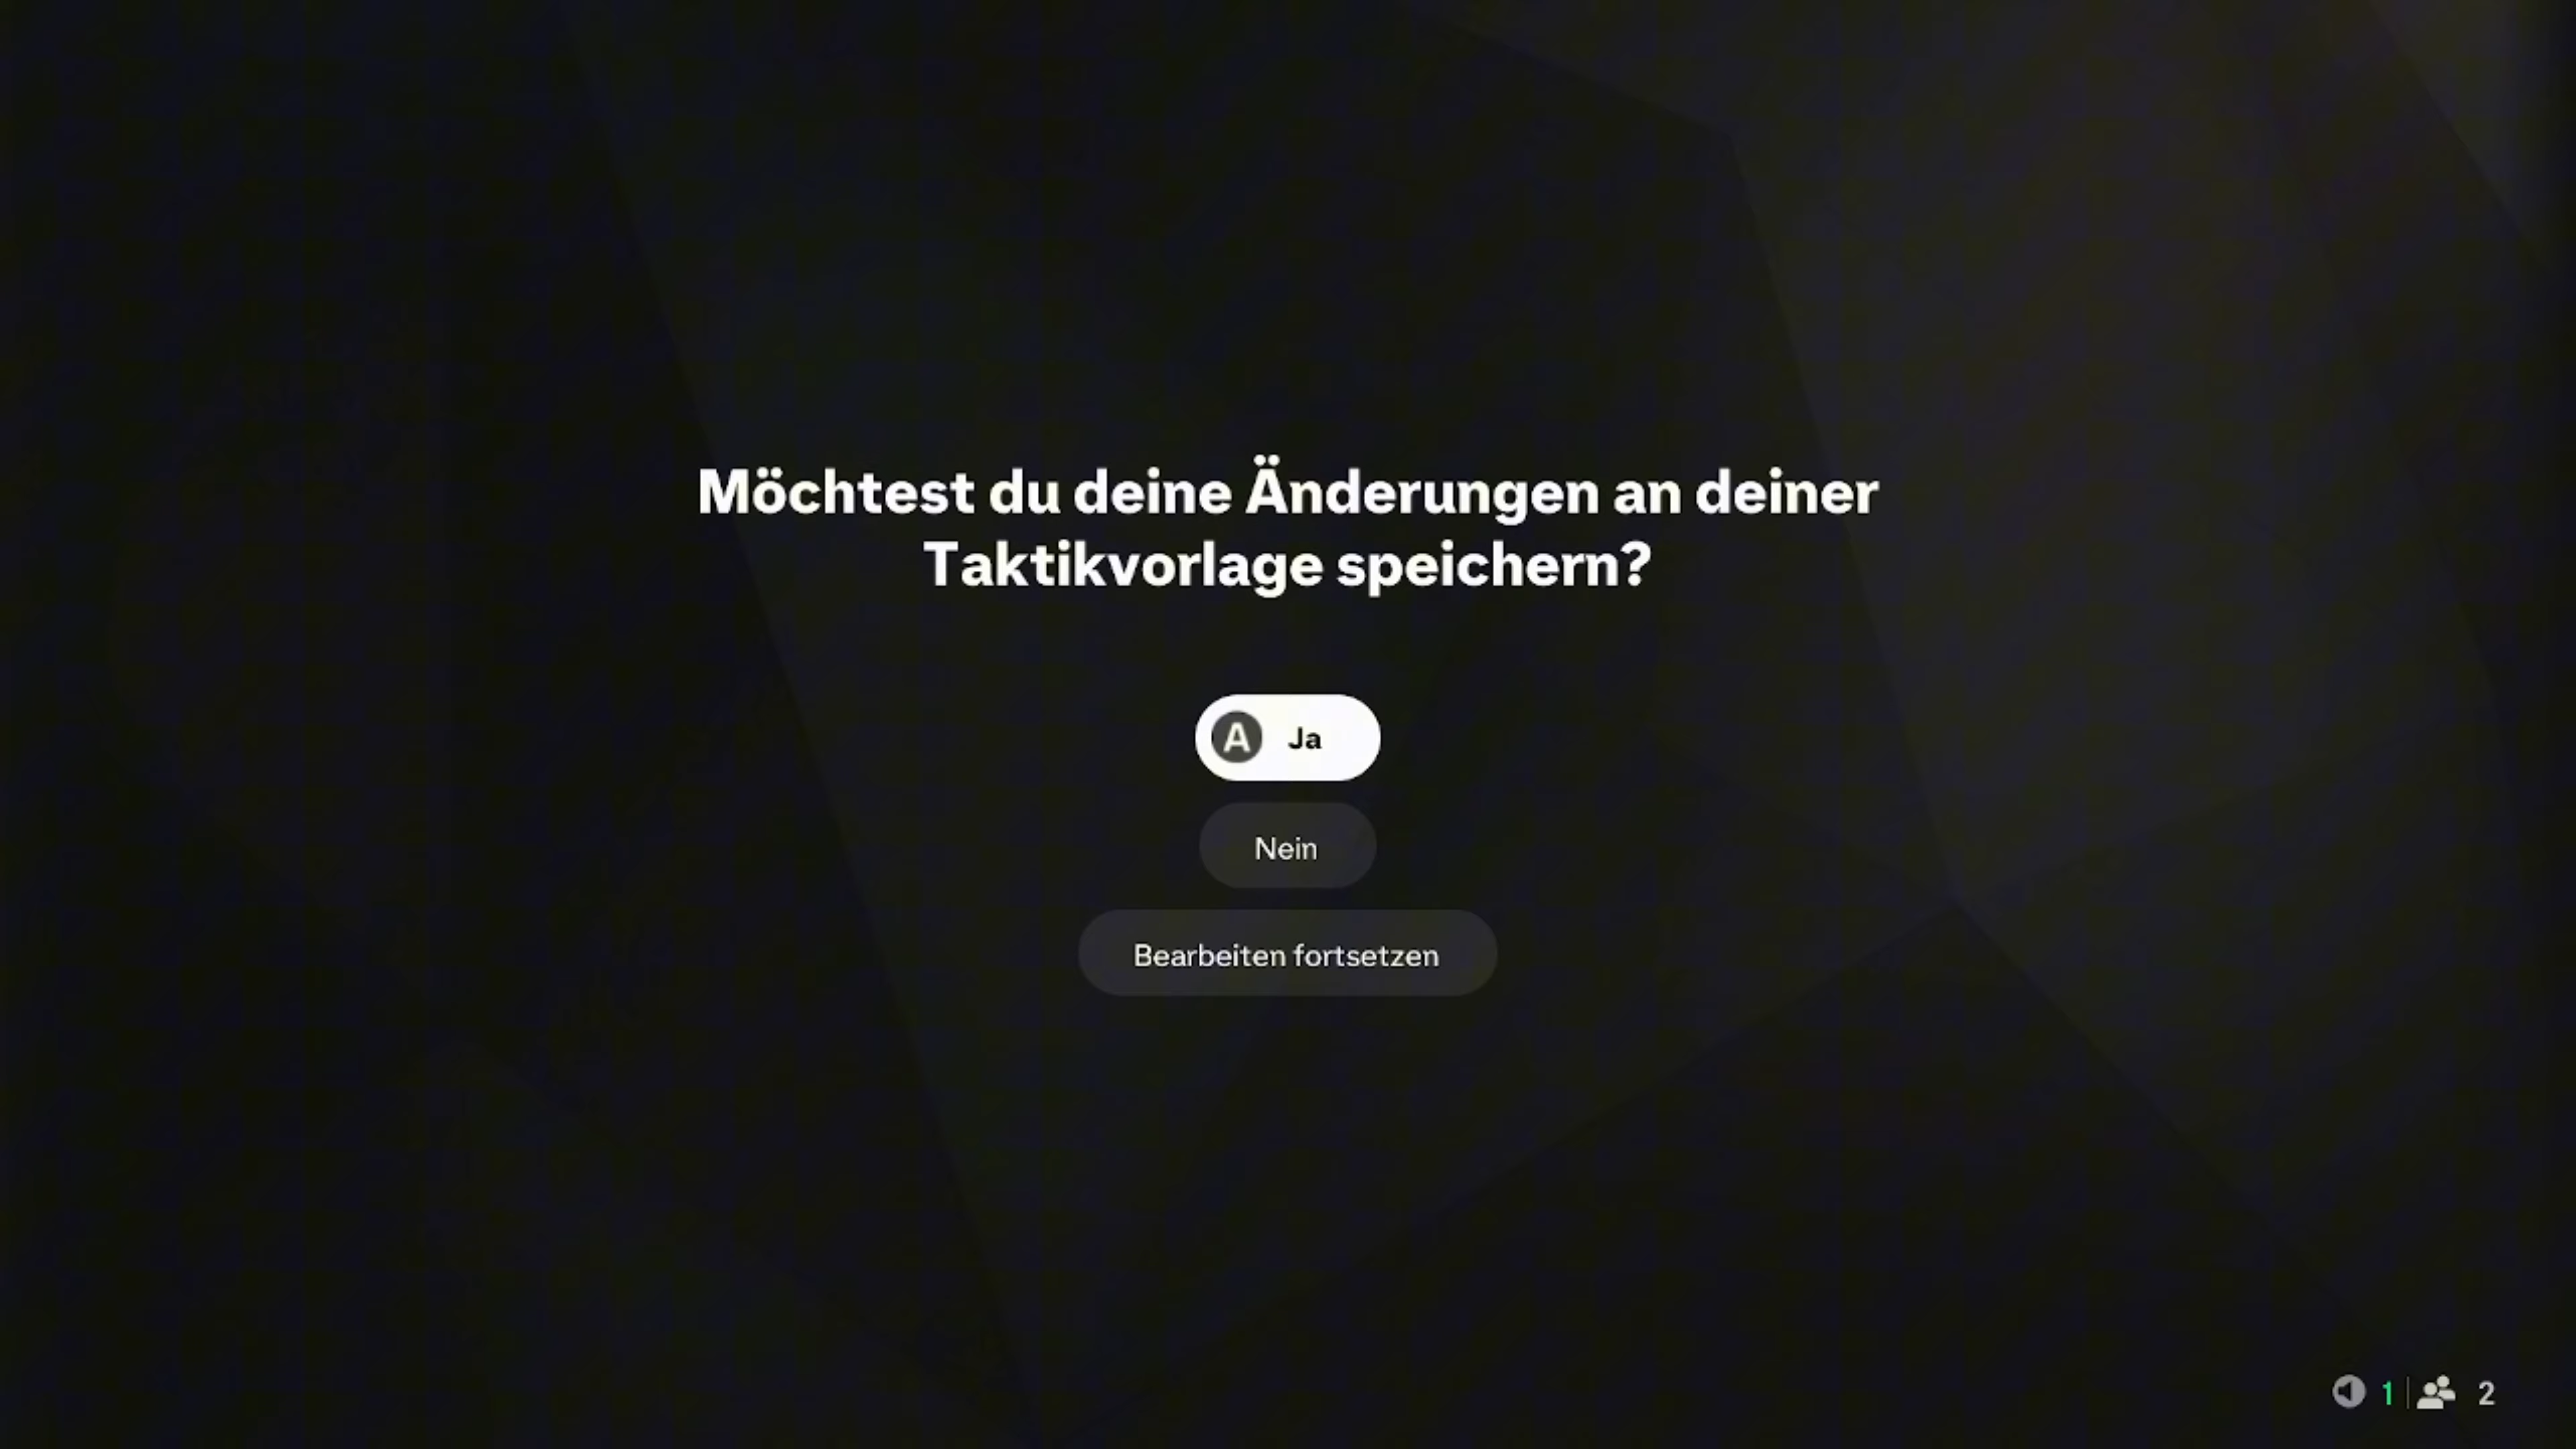 Möchtest du deine Änderungen an deiner
Taktikvorlage speichern?
A Ja
Nein
Bearbeiten fortsetzen
1 2